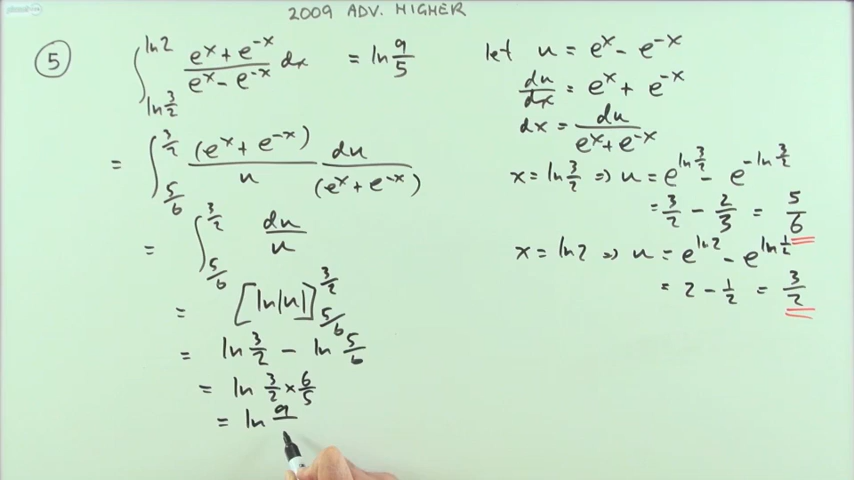 2009 ADV. HIGHER
5
∫_{ln 3/2}^{ln 2} (e^x + e^{-x})/(e^x - e^{-x}) dx = ln 9/5
= ∫_{5/6}^{3/2} (e^x + e^{-x})/u du/(e^x + e^{-x})
= ∫_{5/6}^{3/2} du/u
= [ln|u|]_{5/6}^{3/2}
= ln 3/2 - ln 5/6
= ln 3/2 × 6/5
= ln 9
let u = e^x - e^{-x}
du/dx = e^x + e^{-x}
dx = du/(e^x + e^{-x})
x = ln 3/2 => u = e^{ln 3/2} - e^{-ln 3/2}
= 3/2 - 2/3 = 5/6
x = ln 2 => u = e^{ln 2} - e^{ln 1/2}
= 2 - 1/2 = 3/2